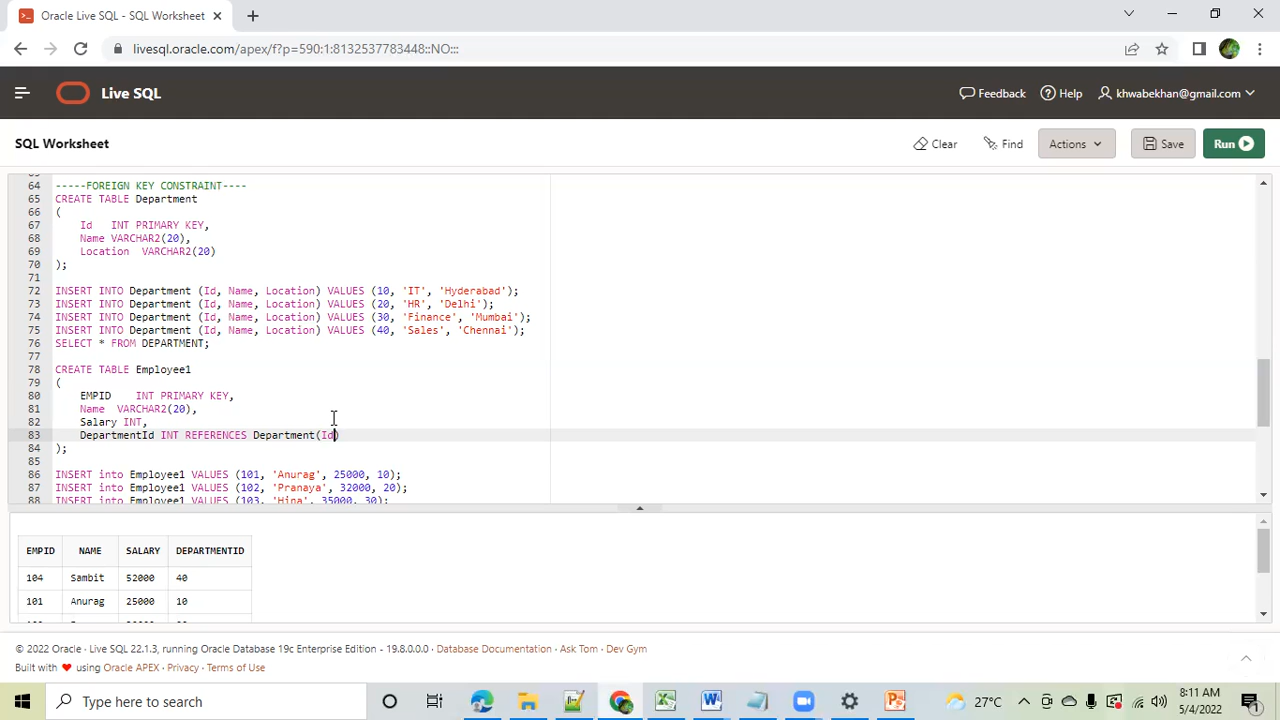 Oracle Live SQL - SQL Worksheet
livesql.oracle.com/apex/f?p=590:1:8132537783448::NO:::
Live SQL
Feedback
Help
khwabekhan@gmail.com
SQL Worksheet
Clear
Find
Actions
Save
Run
64 -----FOREIGN KEY CONSTRAINT----
65 CREATE TABLE Department
66 (
67 Id INT PRIMARY KEY,
68 Name VARCHAR2(20),
69 Location VARCHAR2(20)
70 );
71
72 INSERT INTO Department (Id, Name, Location) VALUES (10, 'IT', 'Hyderabad');
73 INSERT INTO Department (Id, Name, Location) VALUES (20, 'HR', 'Delhi');
74 INSERT INTO Department (Id, Name, Location) VALUES (30, 'Finance', 'Mumbai');
75 INSERT INTO Department (Id, Name, Location) VALUES (40, 'Sales', 'Chennai');
76 SELECT * FROM DEPARTMENT;
77
78 CREATE TABLE Employee1
79 (
80 EMPID INT PRIMARY KEY,
81 Name VARCHAR2(20),
82 Salary INT,
83 DepartmentId INT REFERENCES Department(Id)
84 );
85
86 INSERT into Employee1 VALUES (101, 'Anurag', 25000, 10);
87 INSERT into Employee1 VALUES (102, 'Pranaya', 32000, 20);
88 INSERT into Employee1 VALUES (103, 'Hina', 35000, 30);
EMPID NAME SALARY DEPARTMENTID
104 Sambit 52000 40
101 Anurag 25000 10
© 2022 Oracle · Live SQL 22.1.3, running Oracle Database 19c Enterprise Edition - 19.8.0.0.0 · Database Documentation · Ask Tom · Dev Gym
Built with ❤ using Oracle APEX · Privacy · Terms of Use
Type here to search
27°C
8:11 AM
5/4/2022